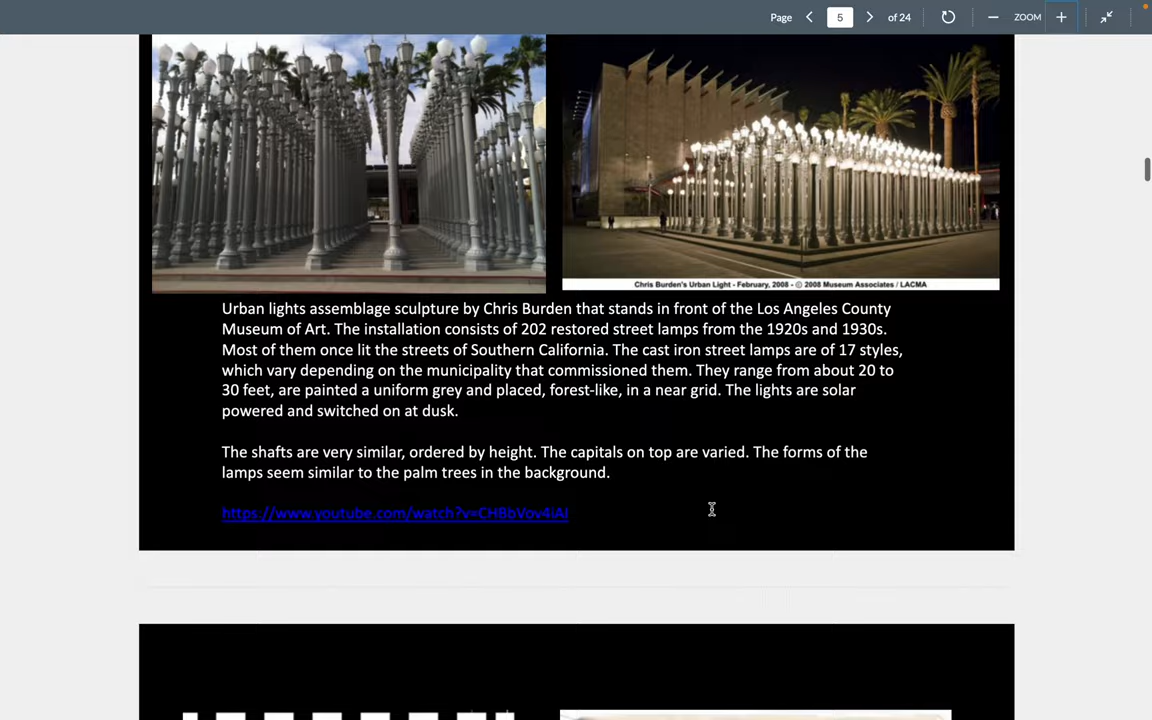 Page 5 of 24 ZOOM
Chris Burden's Urban Light - February, 2008 - © 2008 Museum Associates / LACMA
Urban lights assemblage sculpture by Chris Burden that stands in front of the Los Angeles County
Museum of Art. The installation consists of 202 restored street lamps from the 1920s and 1930s.
Most of them once lit the streets of Southern California. The cast iron street lamps are of 17 styles,
which vary depending on the municipality that commissioned them. They range from about 20 to
30 feet, are painted a uniform grey and placed, forest-like, in a near grid. The lights are solar
powered and switched on at dusk.
The shafts are very similar, ordered by height. The capitals on top are varied. The forms of the
lamps seem similar to the palm trees in the background.